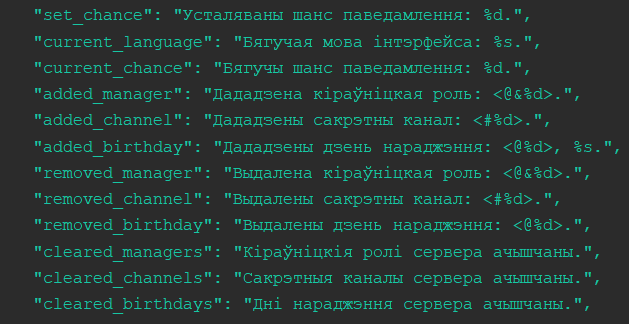 "set_chance": "Усталяваны шанс паведамлення: %d.",
"current_language": "Бягучая мова інтэрфейса: %s.",
"current_chance": "Бягучы шанс паведамлення: %d.",
"added_manager": "Дададзена кіраўніцкая роль: <@&%d>.",
"added_channel": "Дададзены сакрэтны канал: <#%d>.",
"added_birthday": "Дададзены дзень нараджэння: <@%d>, %s.",
"removed_manager": "Выдалена кіраўніцкая роль: <@&%d>.",
"removed_channel": "Выдалены сакрэтны канал: <#%d>.",
"removed_birthday": "Выдалены дзень нараджэння: <@%d>.",
"cleared_managers": "Кіраўніцкія ролі сервера ачышчаны.",
"cleared_channels": "Сакрэтныя каналы сервера ачышчаны.",
"cleared_birthdays": "Дні нараджэння сервера ачышчаны.",